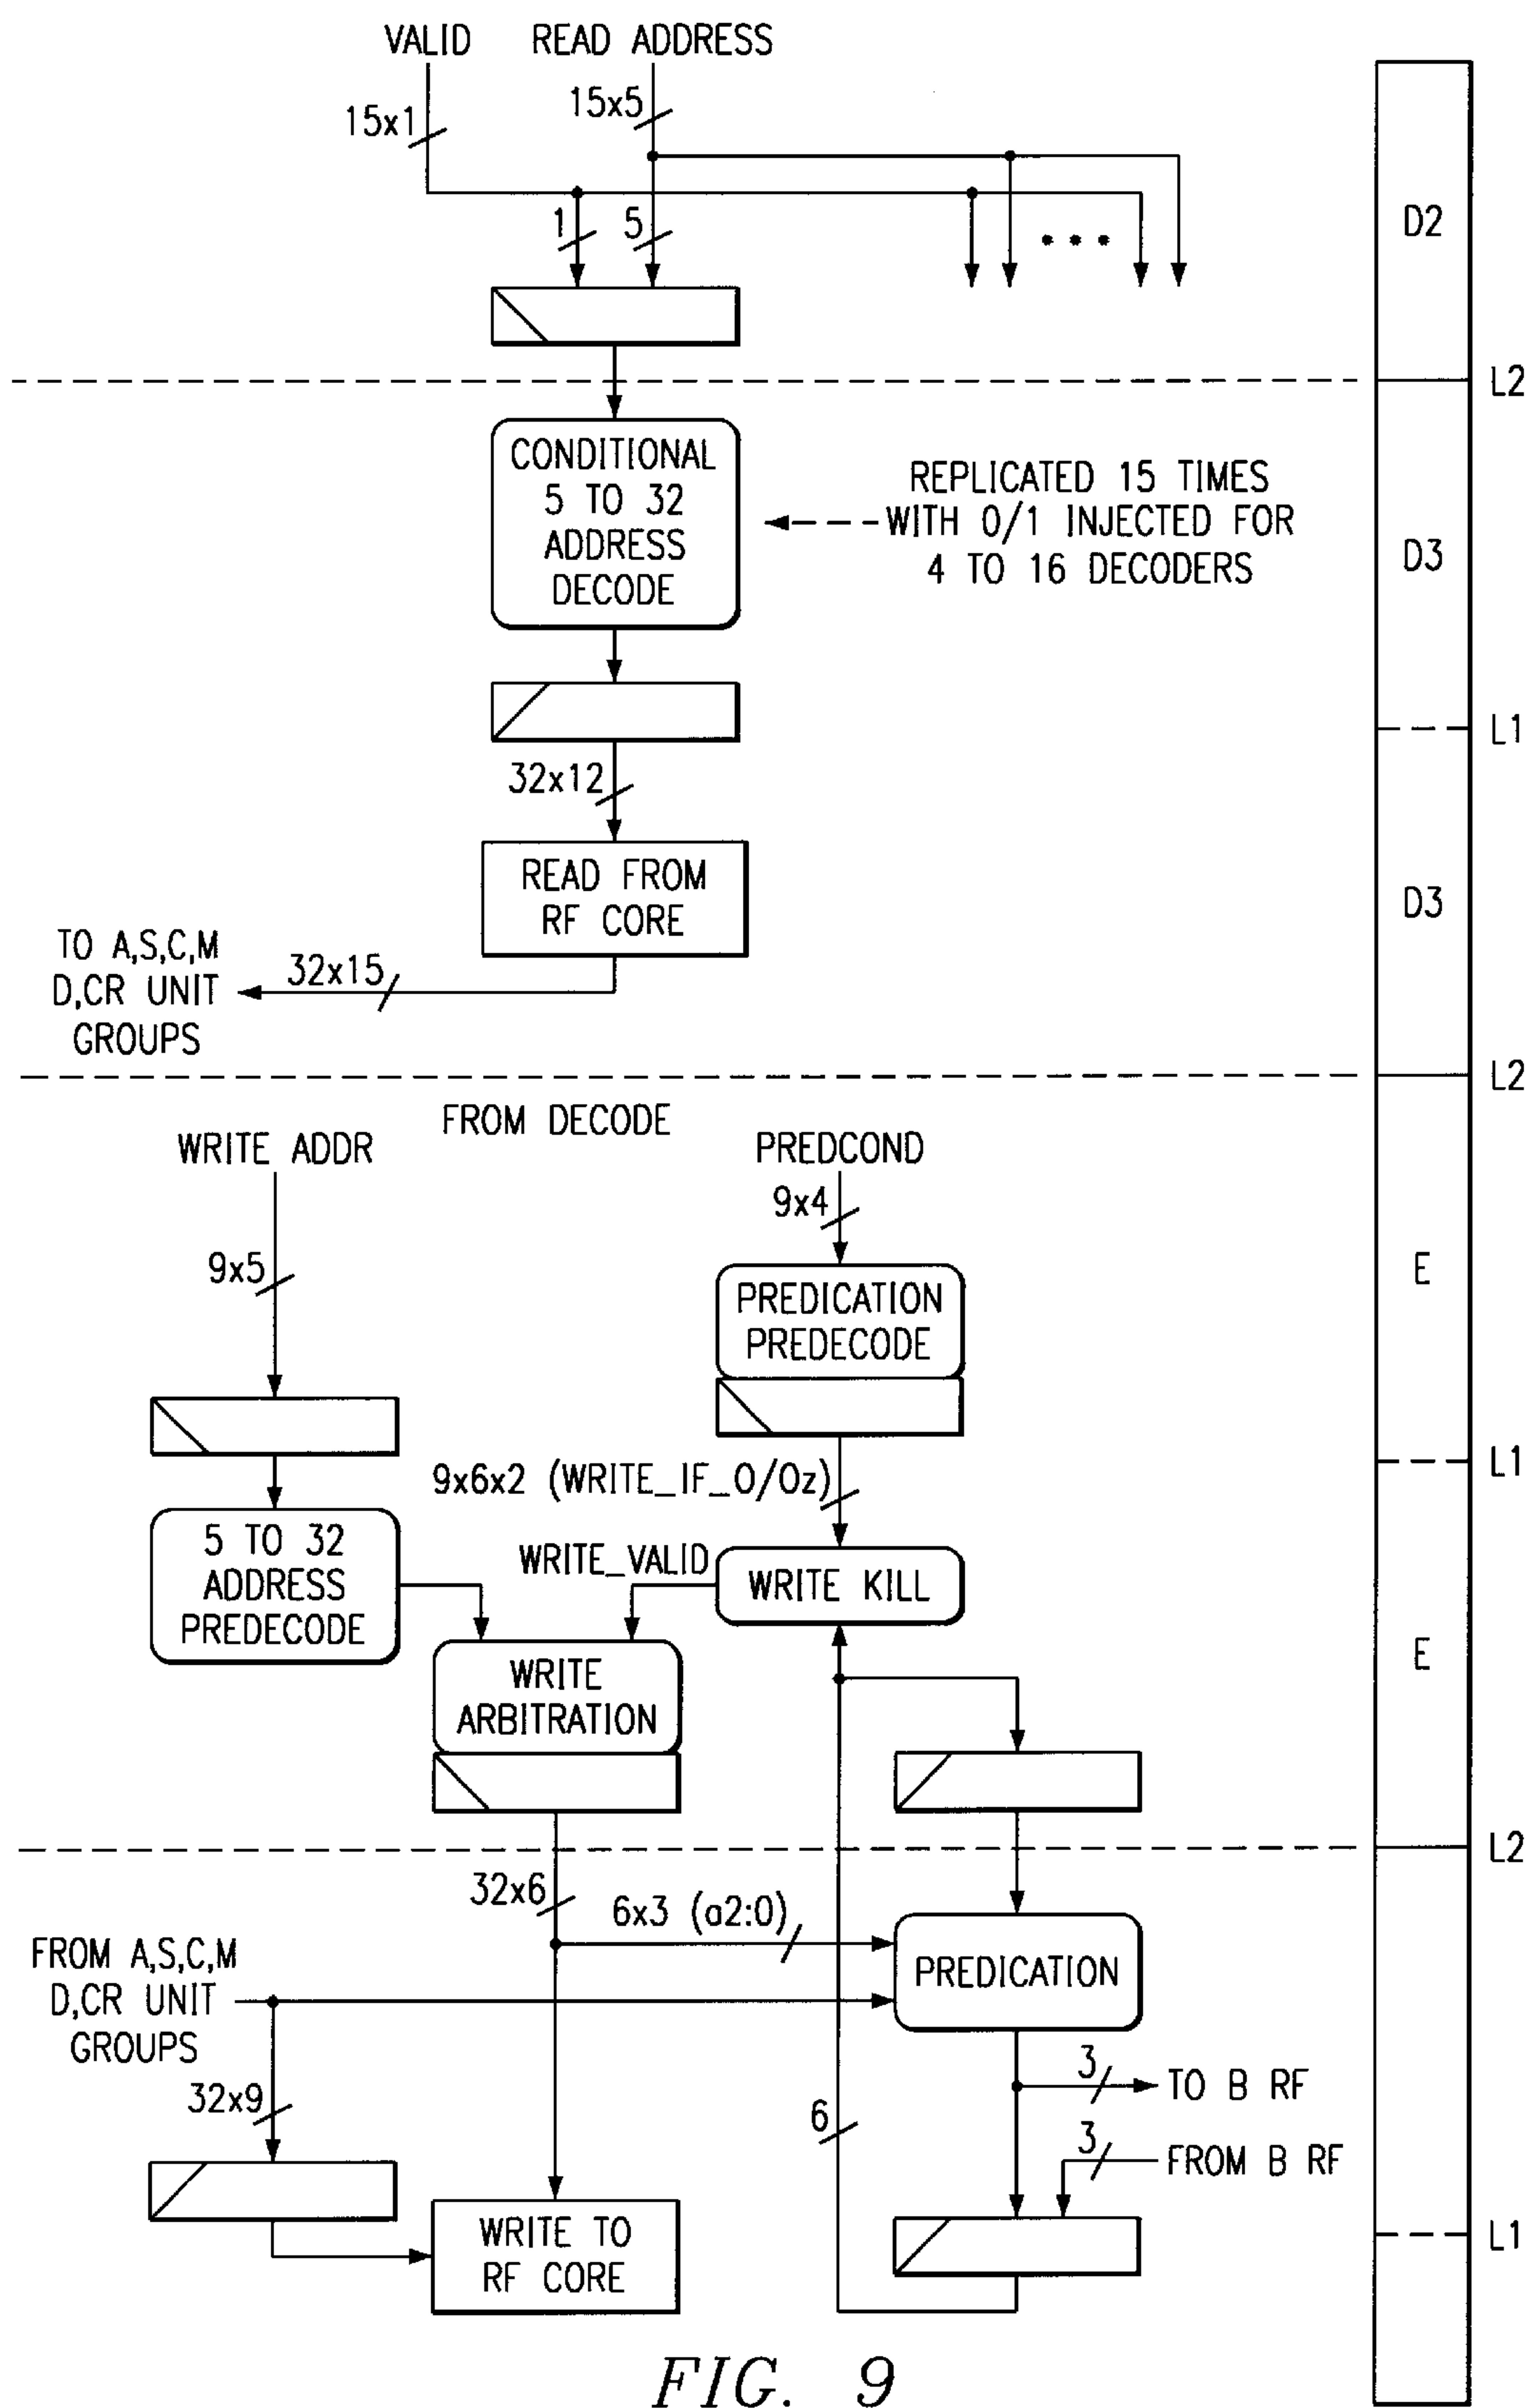 VALID READ ADDRESS
15x1
15x5
1
5
D2
L2
CONDITIONAL
5 TO 32
ADDRESS
DECODE
REPLICATED 15 TIMES
WITH 0/1 INJECTED FOR
4 TO 16 DECODERS
D3
L1
32x12
READ FROM
RF CORE
D3
TO A,S,C,M
D,CR UNIT
GROUPS
32x15
L2
FROM DECODE
WRITE ADDR
PREDCOND
9x4
9x5
PREDICATION
PREDECODE
E
L1
9x6x2 (WRITE_IF_0/0z)
5 TO 32
ADDRESS
PREDECODE
WRITE_VALID
WRITE KILL
WRITE
ARBITRATION
E
L2
32x6
6x3 (a2:0)
FROM A,S,C,M
D,CR UNIT
GROUPS
PREDICATION
32x9
6
3
TO B RF
3
FROM B RF
WRITE TO
RF CORE
L1
FIG. 9